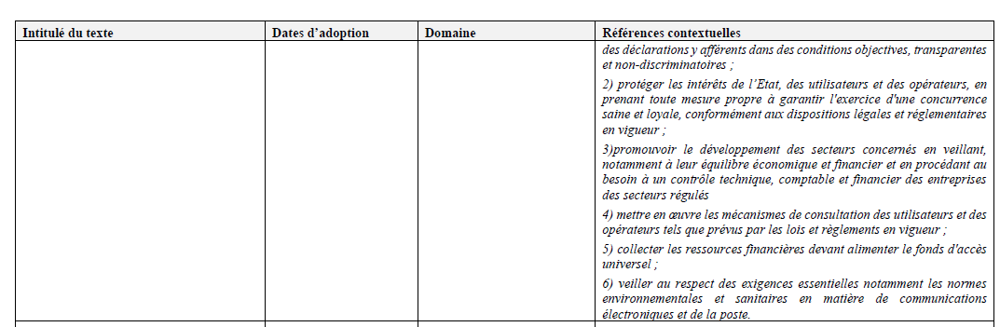 Intitulé du texte Dates d’adoption Domaine Références contextuelles
des déclarations y afférents dans des conditions objectives, transparentes
et non-discriminatoires ;
2) protéger les intérêts de l’Etat, des utilisateurs et des opérateurs, en
prenant toute mesure propre à garantir l'exercice d'une concurrence
saine et loyale, conformément aux dispositions légales et réglementaires
en vigueur ;
3)promouvoir le développement des secteurs concernés en veillant,
notamment à leur équilibre économique et financier et en procédant au
besoin à un contrôle technique, comptable et financier des entreprises
des secteurs régulés
4) mettre en œuvre les mécanismes de consultation des utilisateurs et des
opérateurs tels que prévus par les lois et règlements en vigueur ;
5) collecter les ressources financières devant alimenter le fonds d'accès
universel ;
6) veiller au respect des exigences essentielles notamment les normes
environnementales et sanitaires en matière de communications
électroniques et de la poste.